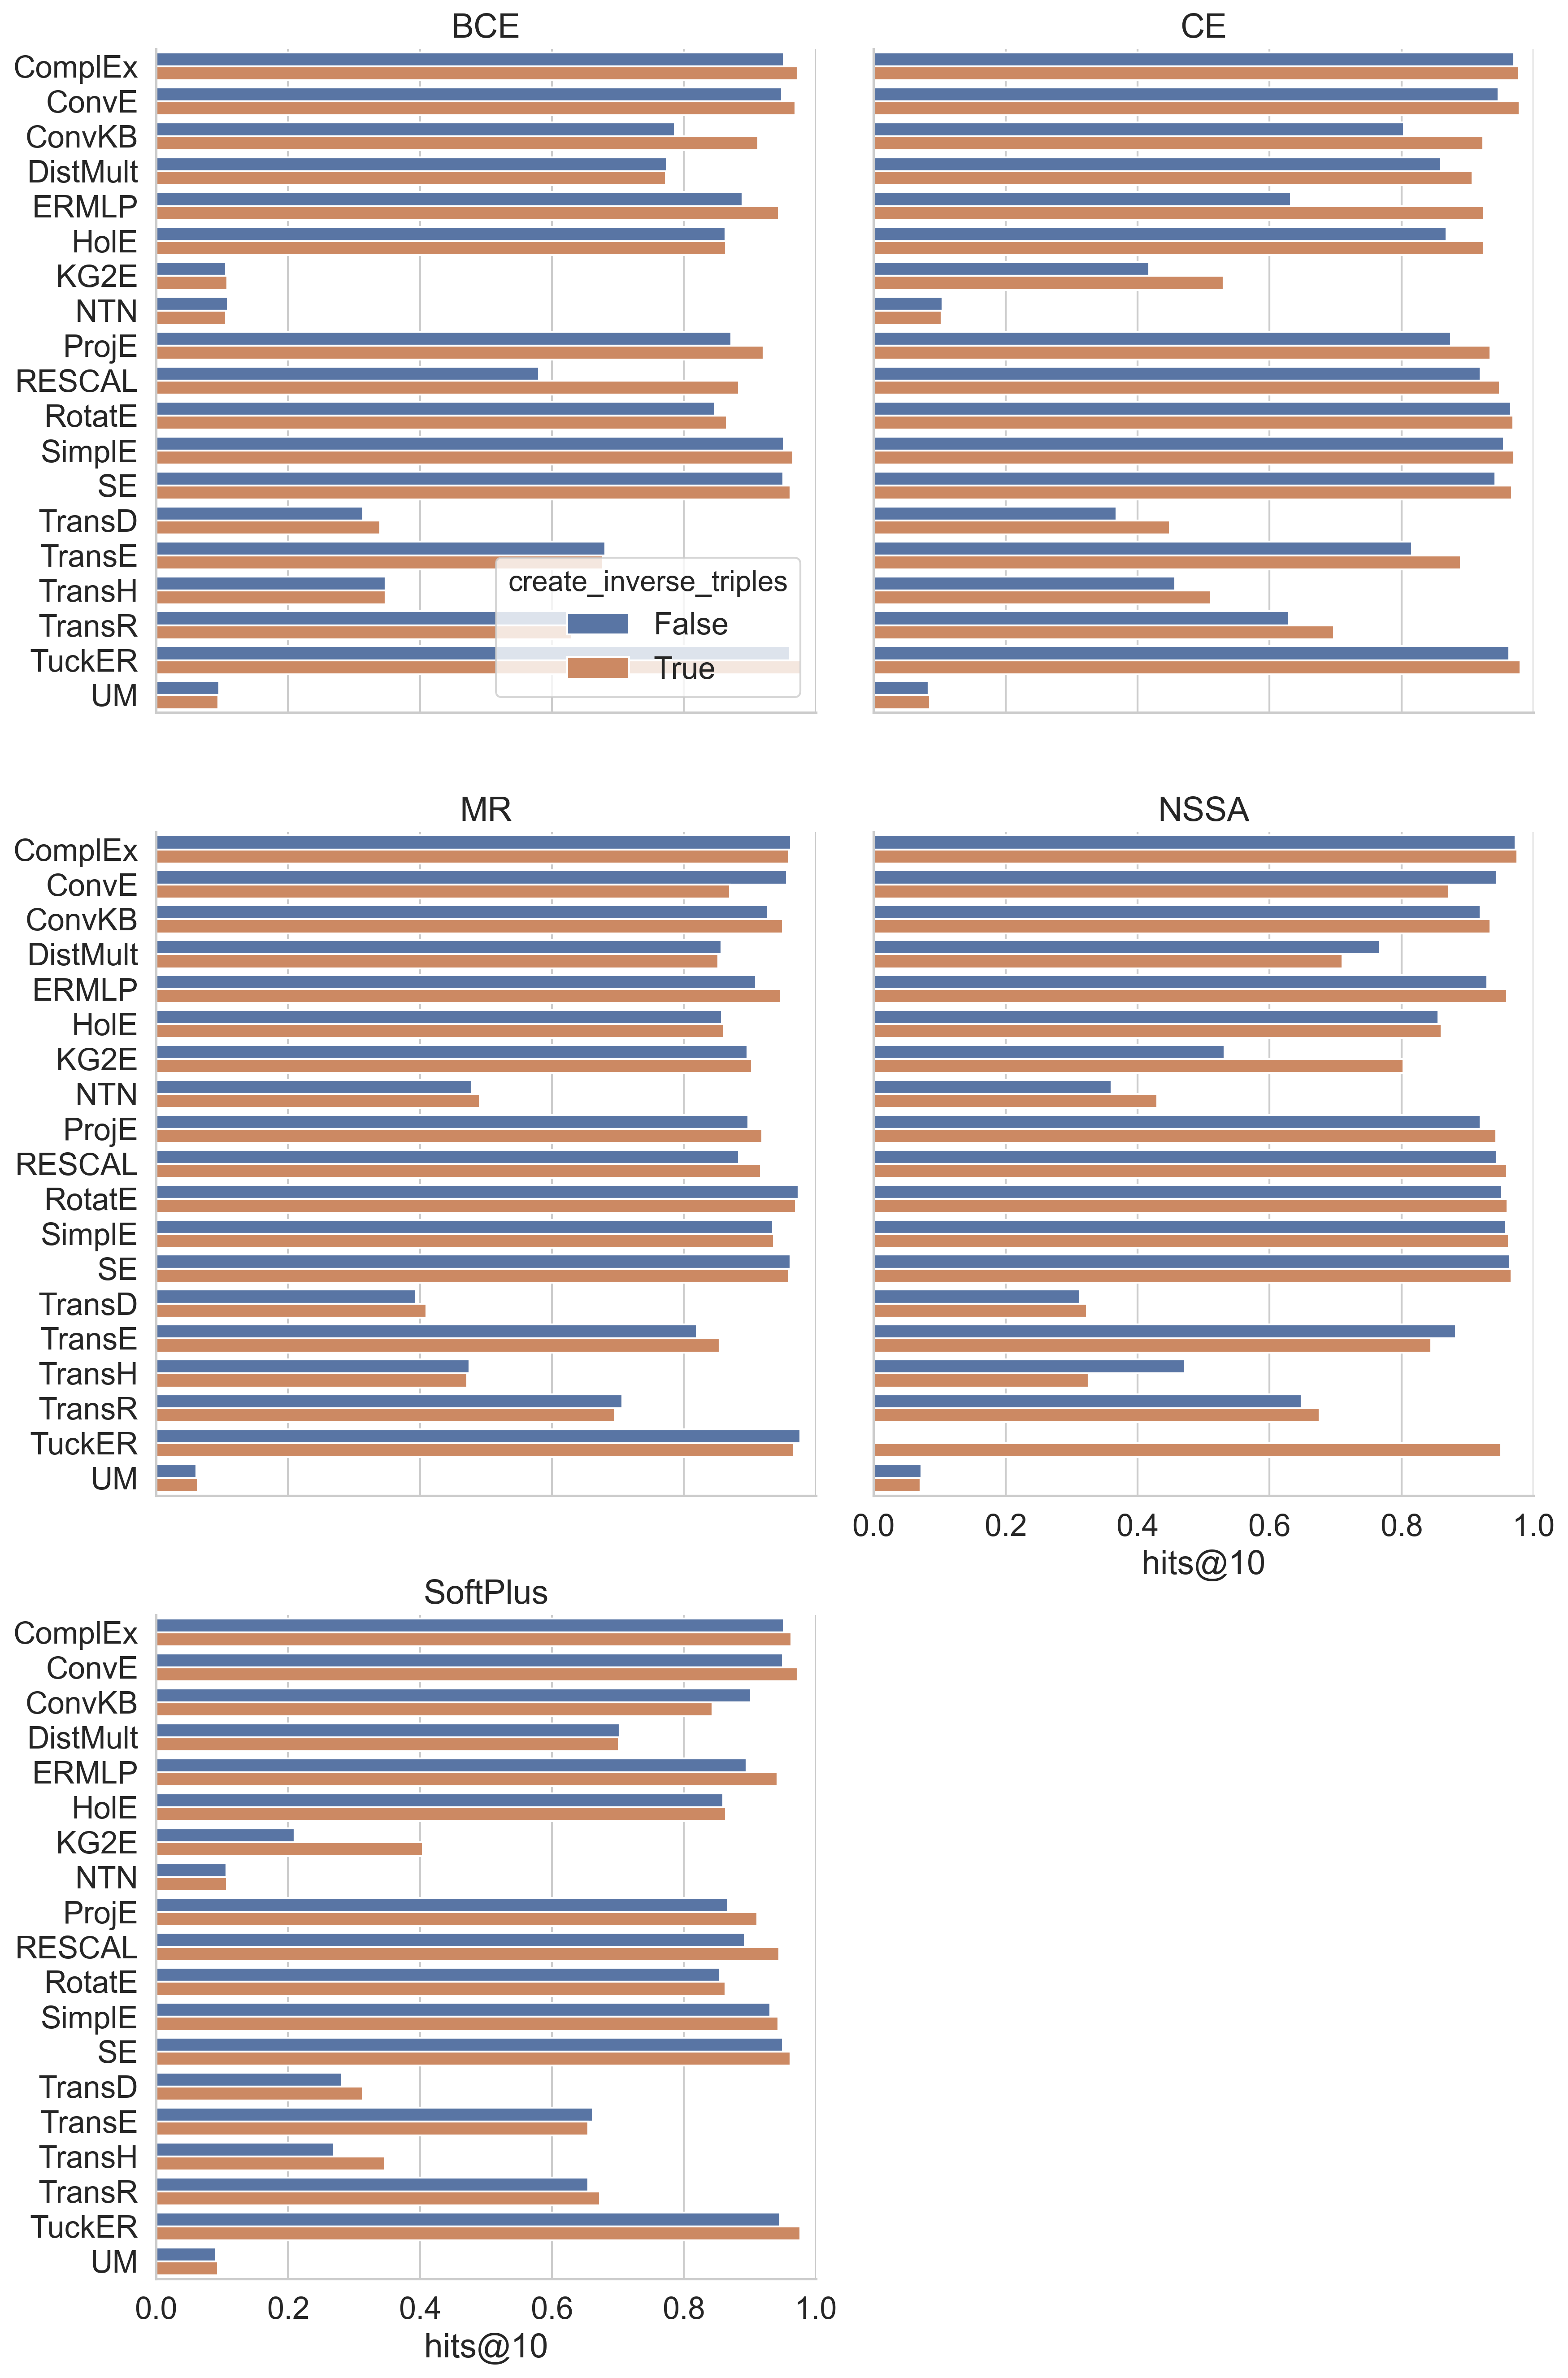 BCE
CE
ComplEx
ConvE
ConvKB
DistMult
ERMLP
HolE
KG2E
NTN
ProjE
RESCAL
RotatE
SimplE
SE
TransD
TransE
TransH
TransR
TuckER
UM
create_inverse_triples
False
True
MR
NSSA
ComplEx
ConvE
ConvKB
DistMult
ERMLP
HolE
KG2E
NTN
ProjE
RESCAL
RotatE
SimplE
SE
TransD
TransE
TransH
TransR
TuckER
UM
0.0 0.2 0.4 0.6 0.8 1.0
hits@10
SoftPlus
ComplEx
ConvE
ConvKB
DistMult
ERMLP
HolE
KG2E
NTN
ProjE
RESCAL
RotatE
SimplE
SE
TransD
TransE
TransH
TransR
TuckER
UM
0.0 0.2 0.4 0.6 0.8 1.0
hits@10